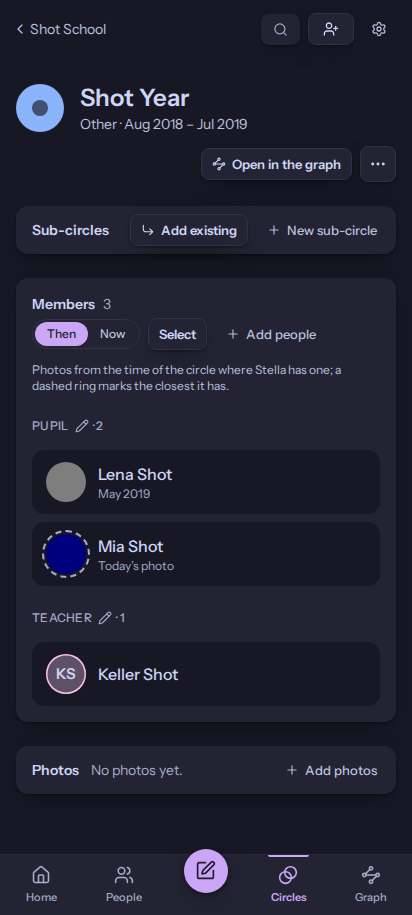 Shot School
Shot Year
Other · Aug 2018 – Jul 2019
Open in the graph
Sub-circles
Add existing
New sub-circle
Members 3
Then Now Select Add people
Photos from the time of the circle where Stella has one; a
dashed ring marks the closest it has.
PUPIL · 2
Lena Shot
May 2019
Mia Shot
Today's photo
TEACHER · 1
KS
Keller Shot
Photos No photos yet. Add photos
Home People Circles Graph